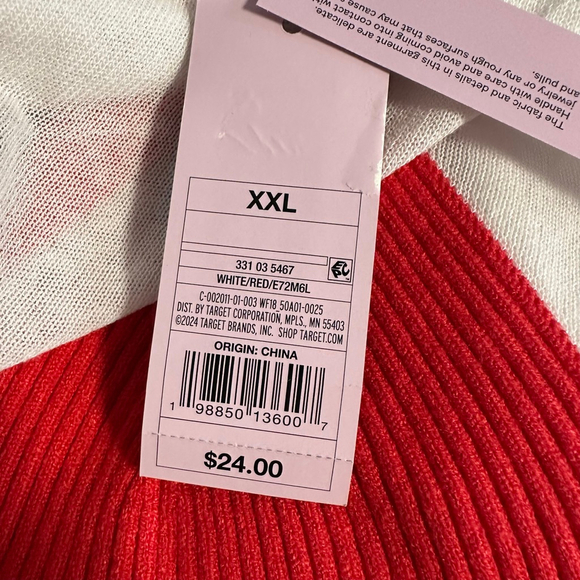 The fabric and details in this garment are delicate.
Handle with care and avoid coming into contact with
jewelry or any rough surfaces that may cause
and pulls.
XXL
331 03 5467
WHITE/RED/E72M6L
C-002011-01-003 WF18 50A01-0025
DIST. BY TARGET CORPORATION, MPLS., MN 55403
©2024 TARGET BRANDS, INC. SHOP TARGET.COM
ORIGIN: CHINA
1 98850 13600 7
$24.00